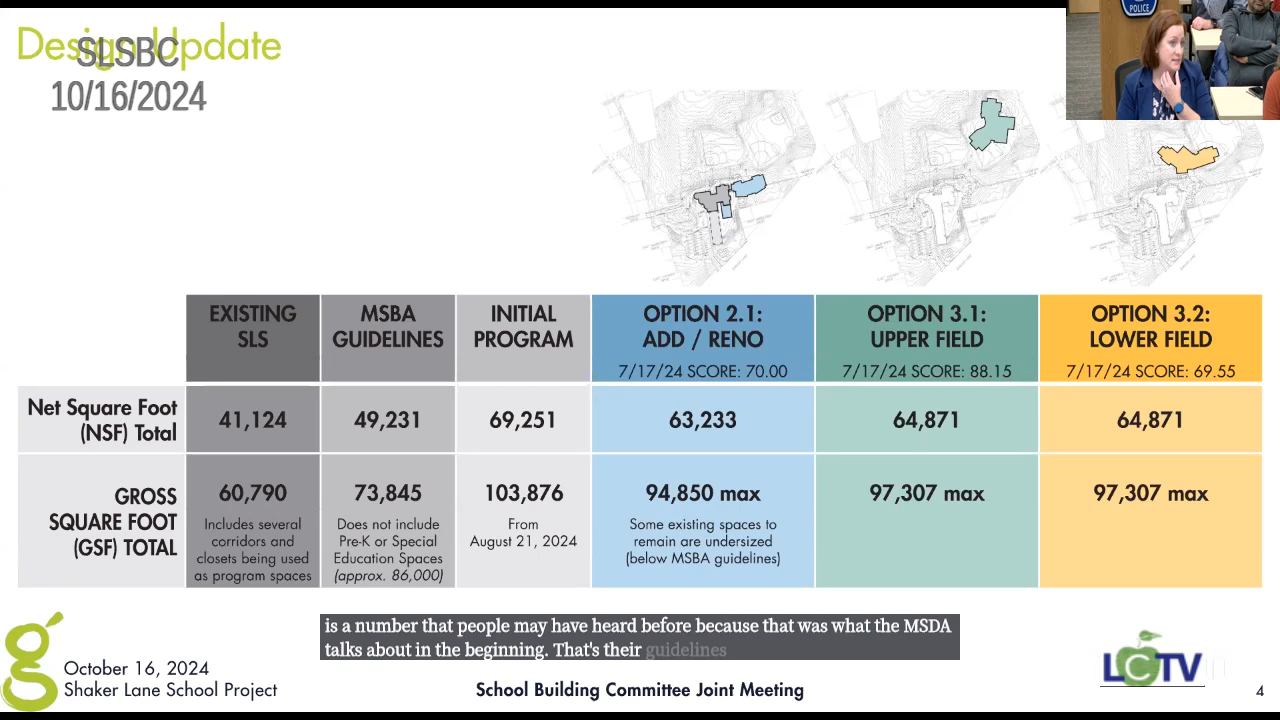 Design Update
SLSBC
10/16/2024
POLICE
EXISTING
SLS
MSBA
GUIDELINES
INITIAL
PROGRAM
OPTION 2.1:
ADD / RENO
7/17/24 SCORE: 70.00
OPTION 3.1:
UPPER FIELD
7/17/24 SCORE: 88.15
OPTION 3.2:
LOWER FIELD
7/17/24 SCORE: 69.55
Net Square Foot
(NSF) Total
41,124
49,231
69,251
63,233
64,871
64,871
GROSS
SQUARE FOOT
(GSF) TOTAL
60,790
Includes several
corridors and
closets being used
as program spaces
73,845
Does not include
Pre-K or Special
Education Spaces
(approx. 86,000)
103,876
From
August 21, 2024
94,850 max
Some existing spaces to
remain are undersized
(below MSBA guidelines)
97,307 max
97,307 max
is a number that people may have heard before because that was what the MSDA
talks about in the beginning. That's their guidelines
g
October 16, 2024
Shaker Lane School Project
School Building Committee Joint Meeting
LCTV
4